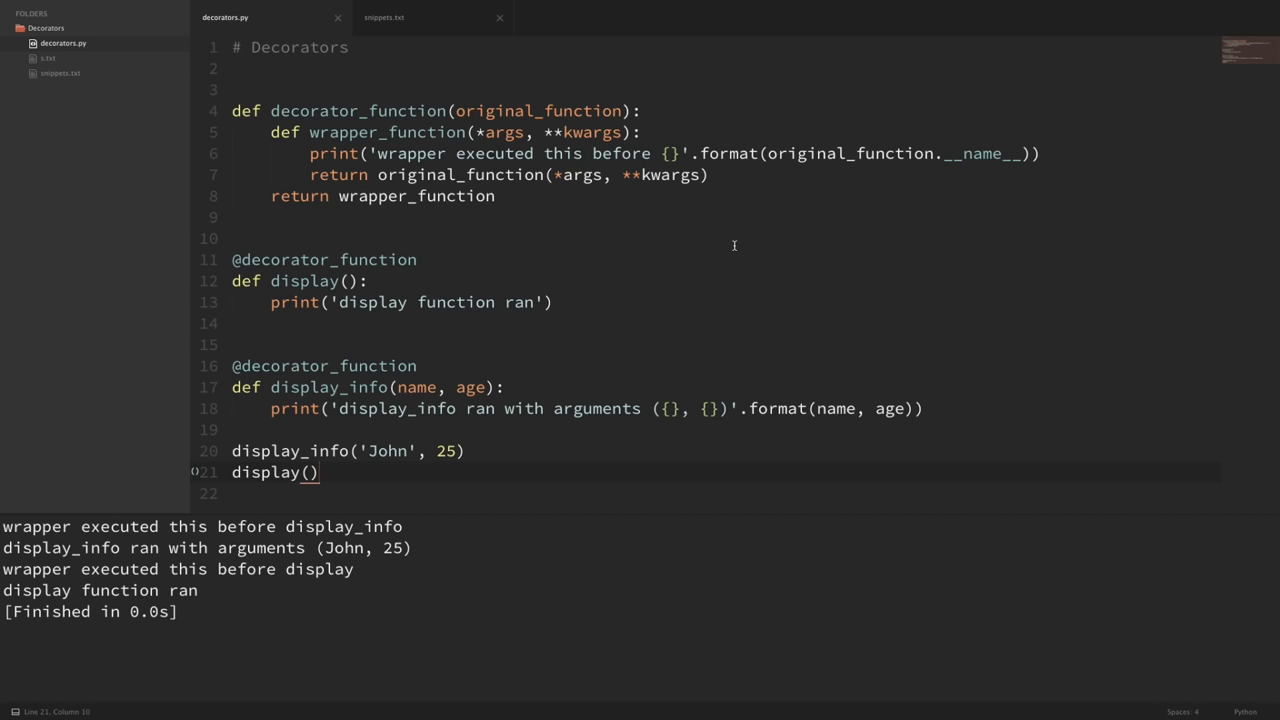 FOLDERS
Decorators
decorators.py
s.txt
snippets.txt
decorators.py
snippets.txt
1 # Decorators
2
3
4 def decorator_function(original_function):
5     def wrapper_function(*args, **kwargs):
6         print('wrapper executed this before {}'.format(original_function.__name__))
7         return original_function(*args, **kwargs)
8     return wrapper_function
9
10
11 @decorator_function
12 def display():
13     print('display function ran')
14
15
16 @decorator_function
17 def display_info(name, age):
18     print('display_info ran with arguments ({}, {})'.format(name, age))
19
20 display_info('John', 25)
21 display()
22
wrapper executed this before display_info
display_info ran with arguments (John, 25)
wrapper executed this before display
display function ran
[Finished in 0.0s]
Line 21, Column 10
Spaces: 4
Python